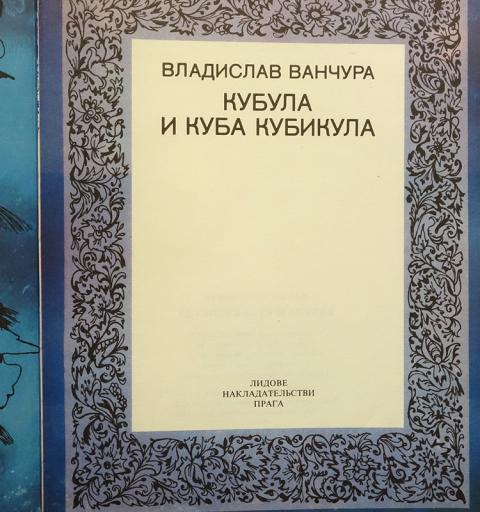 ВЛАДИСЛАВ ВАНЧУРА
КУБУЛА
И КУБА КУБИКУЛА
ЛИДОВЕ
НАКЛАДАТЕЛЬСТВИ
ПРАГА